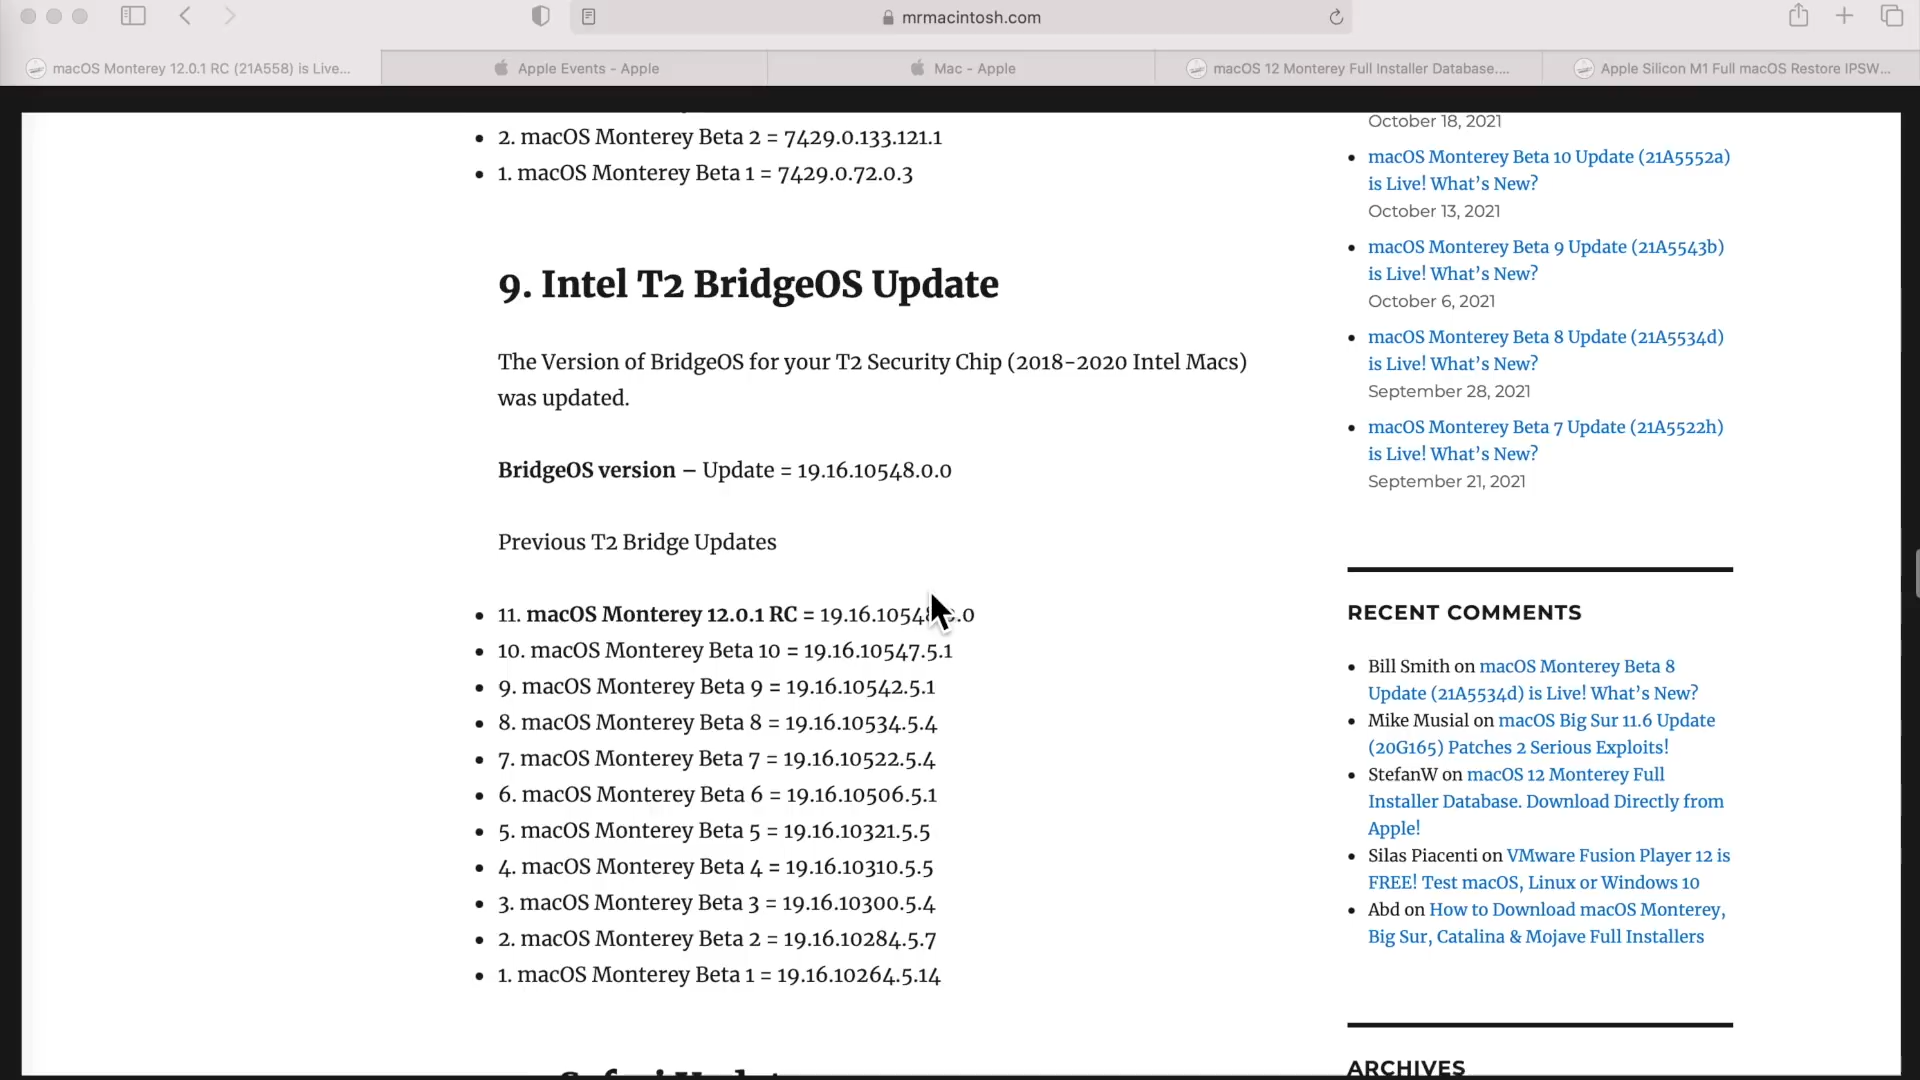 mrmacintosh.com
macOS Monterey 12.0.1 RC (21A558) is Live...
Apple Events - Apple
Mac - Apple
macOS 12 Monterey Full Installer Database....
Apple Silicon M1 Full macOS Restore IPSW...
2. macOS Monterey Beta 2 = 7429.0.133.121.1
1. macOS Monterey Beta 1 = 7429.0.72.0.3
9. Intel T2 BridgeOS Update
The Version of BridgeOS for your T2 Security Chip (2018-2020 Intel Macs)
was updated.
BridgeOS version – Update = 19.16.10548.0.0
Previous T2 Bridge Updates
11. macOS Monterey 12.0.1 RC =
10. macOS Monterey Beta 10 = 19.16.10547.5.1
9. macOS Monterey Beta 9 = 19.16.10542.5.1
8. macOS Monterey Beta 8 = 19.16.10534.5.4
7. macOS Monterey Beta 7 = 19.16.10522.5.4
6. macOS Monterey Beta 6 = 19.16.10506.5.1
5. macOS Monterey Beta 5 = 19.16.10321.5.5
4. macOS Monterey Beta 4 = 19.16.10310.5.5
3. macOS Monterey Beta 3 = 19.16.10300.5.4
2. macOS Monterey Beta 2 = 19.16.10284.5.7
1. macOS Monterey Beta 1 = 19.16.10264.5.14
October 18, 2021
macOS Monterey Beta 10 Update (21A5552a)
is Live! What’s New?
October 13, 2021
macOS Monterey Beta 9 Update (21A5543b)
is Live! What’s New?
October 6, 2021
macOS Monterey Beta 8 Update (21A5534d)
is Live! What’s New?
September 28, 2021
macOS Monterey Beta 7 Update (21A5522h)
is Live! What’s New?
September 21, 2021
RECENT COMMENTS
Bill Smith on macOS Monterey Beta 8
Update (21A5534d) is Live! What’s New?
Mike Musial on macOS Big Sur 11.6 Update
(20G165) Patches 2 Serious Exploits!
StefanW on macOS 12 Monterey Full
Installer Database. Download Directly from
Apple!
Silas Piacenti on VMware Fusion Player 12 is
FREE! Test macOS, Linux or Windows 10
Abd on How to Download macOS Monterey,
Big Sur, Catalina & Mojave Full Installers
ARCHIVES